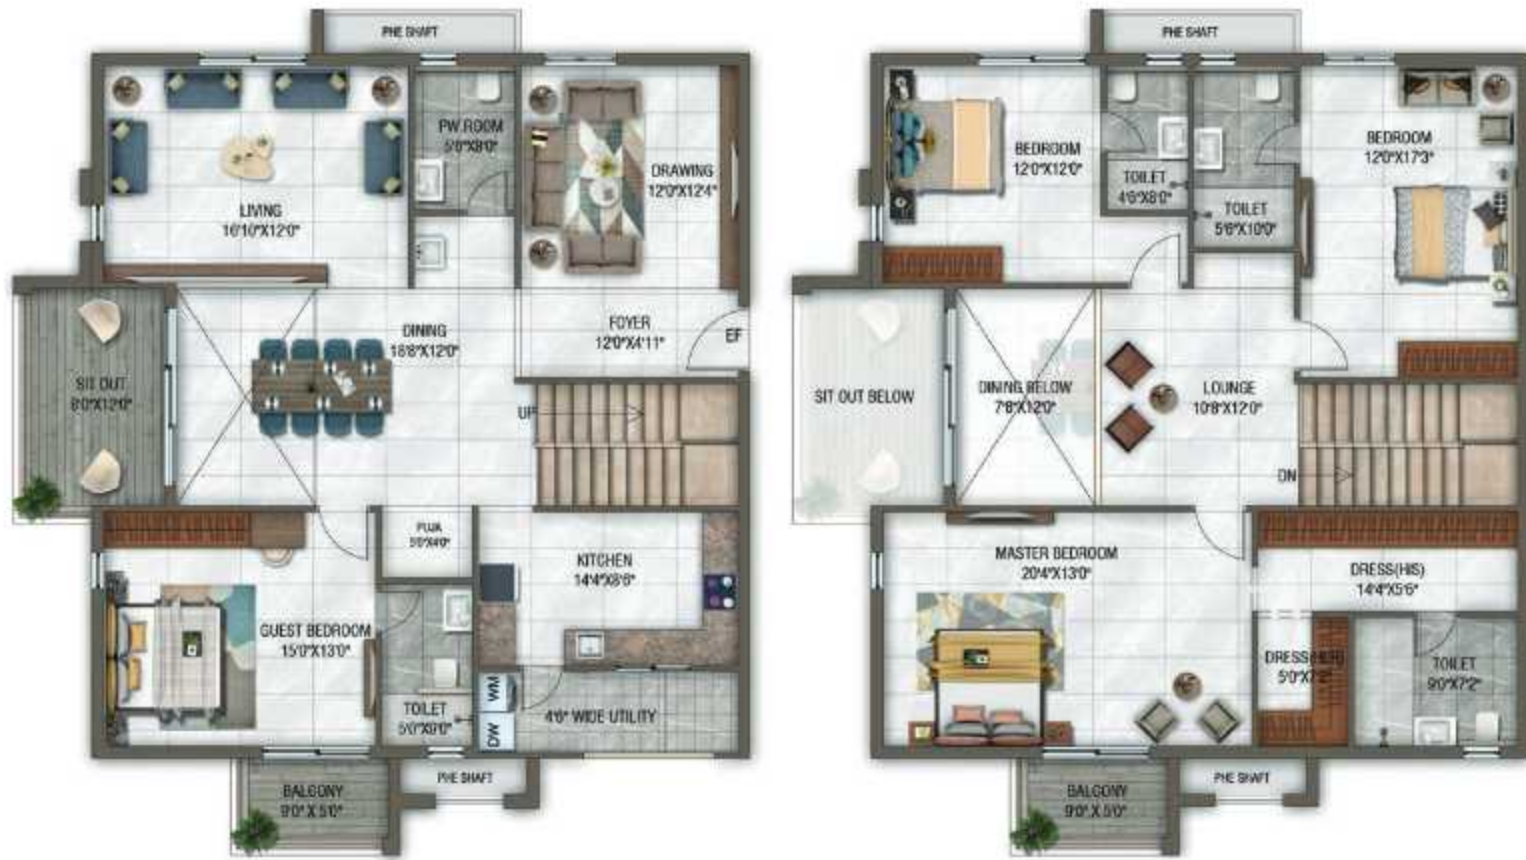 PHE SHAFT
PW.ROOM
5'0"X8'0"
DRAWING
12'0"X12'4"
LIVING
16'10"X12'0"
DINING
18'8"X12'0"
FOYER
12'0"X4'11"
EF
SIT OUT
8'0"X12'0"
UP
PUJA
5'0"X4'0"
KITCHEN
14'4"X8'6"
GUEST BEDROOM
15'0"X13'0"
TOILET
5'0"X9'0"
WM
DW
4'6" WIDE UTILITY
BALCONY
9'0" X 5'0"
PHE SHAFT
PHE SHAFT
BEDROOM
12'0"X12'0"
TOILET
4'6"X8'0"
TOILET
5'6"X10'0"
BEDROOM
12'0"X17'3"
SIT OUT BELOW
DINING BELOW
7'8"X12'0"
LOUNGE
10'8"X12'0"
DN
MASTER BEDROOM
20'4"X13'0"
DRESS(HIS)
14'4"X5'6"
DRESS(HER)
5'0"X7'2"
TOILET
9'0"X7'2"
BALCONY
9'0" X 5'0"
PHE SHAFT